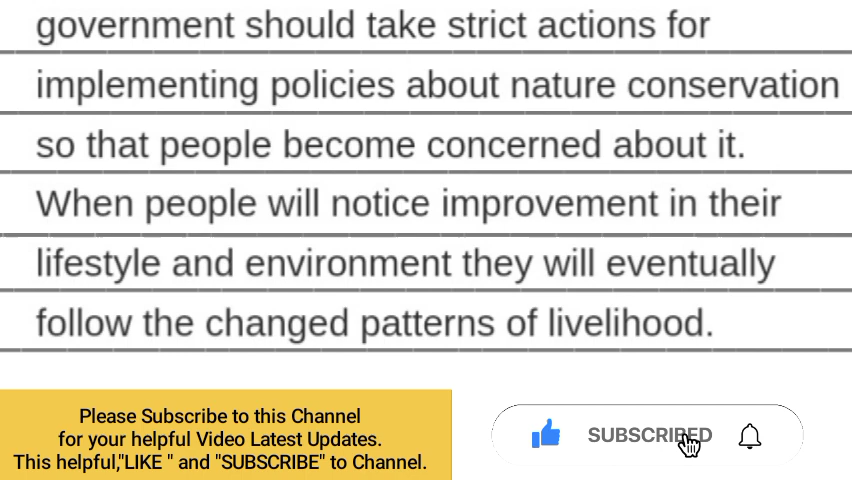 government should take strict actions for
implementing policies about nature conservation
so that people become concerned about it.
When people will notice improvement in their
lifestyle and environment they will eventually
follow the changed patterns of livelihood.
Please Subscribe to this Channel
for your helpful Video Latest Updates.
This helpful,"LIKE " and "SUBSCRIBE" to Channel.
SUBSCRIBED